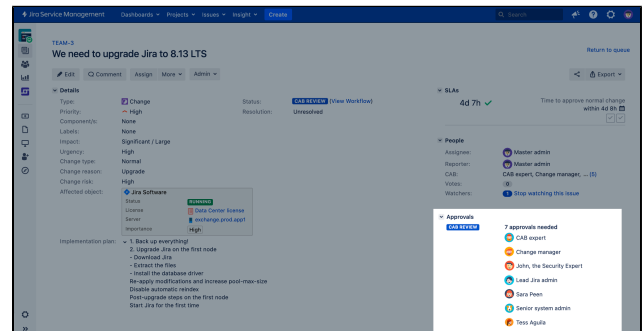 Jira Service Management Dashboards Projects Issues Insight Create Search
TEAM-3
We need to upgrade Jira to 8.13 LTS
Return to queue
Edit Comment Assign More Admin Export
Details
Type: Change Status: CAB REVIEW (View Workflow)
Priority: High Resolution: Unresolved
Component/s: None
Labels: None
Impact: Significant / Large
Urgency: High
Change type: Normal
Change reason: Upgrade
Change risk: High
Affected object: Jira Software
Status RUNNING
License Data Center license
Server exchange.prod.app1
Importance High
Implementation plan: 1. Back up everything!
2. Upgrade Jira on the first node
- Download Jira
- Extract the files
- Install the database driver
Re-apply modifications and increase pool-max-size
Disable automatic reindex
Post-upgrade steps on the first node
Start Jira for the first time
SLAs
4d 7h Time to approve normal change
within 4d 8h
People
Assignee: Master admin
Reporter: Master admin
CAB: CAB expert, Change manager, ... (5)
Votes: 0
Watchers: 1 Stop watching this issue
Approvals
CAB REVIEW 7 approvals needed
CAB expert
Change manager
John, the Security Expert
Lead Jira admin
Sara Peen
Senior system admin
Tess Aguila